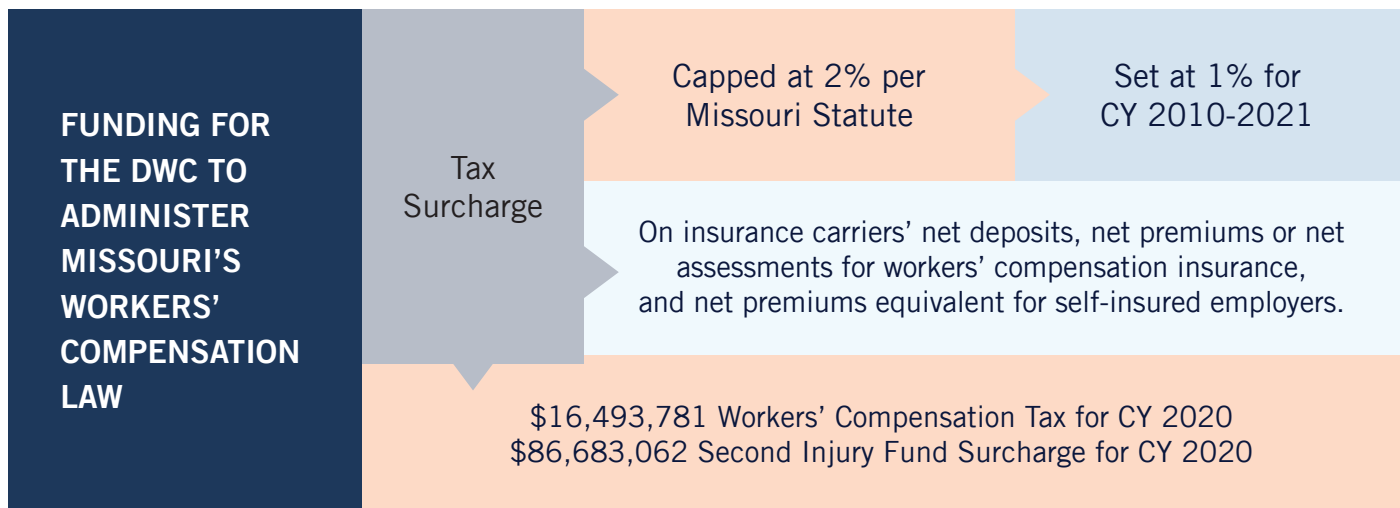 FUNDING FOR
THE DWC TO
ADMINISTER
MISSOURI’S
WORKERS’
COMPENSATION
LAW
Tax
Surcharge
Capped at 2% per
Missouri Statute
Set at 1% for
CY 2010-2021
On insurance carriers’ net deposits, net premiums or net
assessments for workers’ compensation insurance,
and net premiums equivalent for self-insured employers.
$16,493,781 Workers’ Compensation Tax for CY 2020
$86,683,062 Second Injury Fund Surcharge for CY 2020